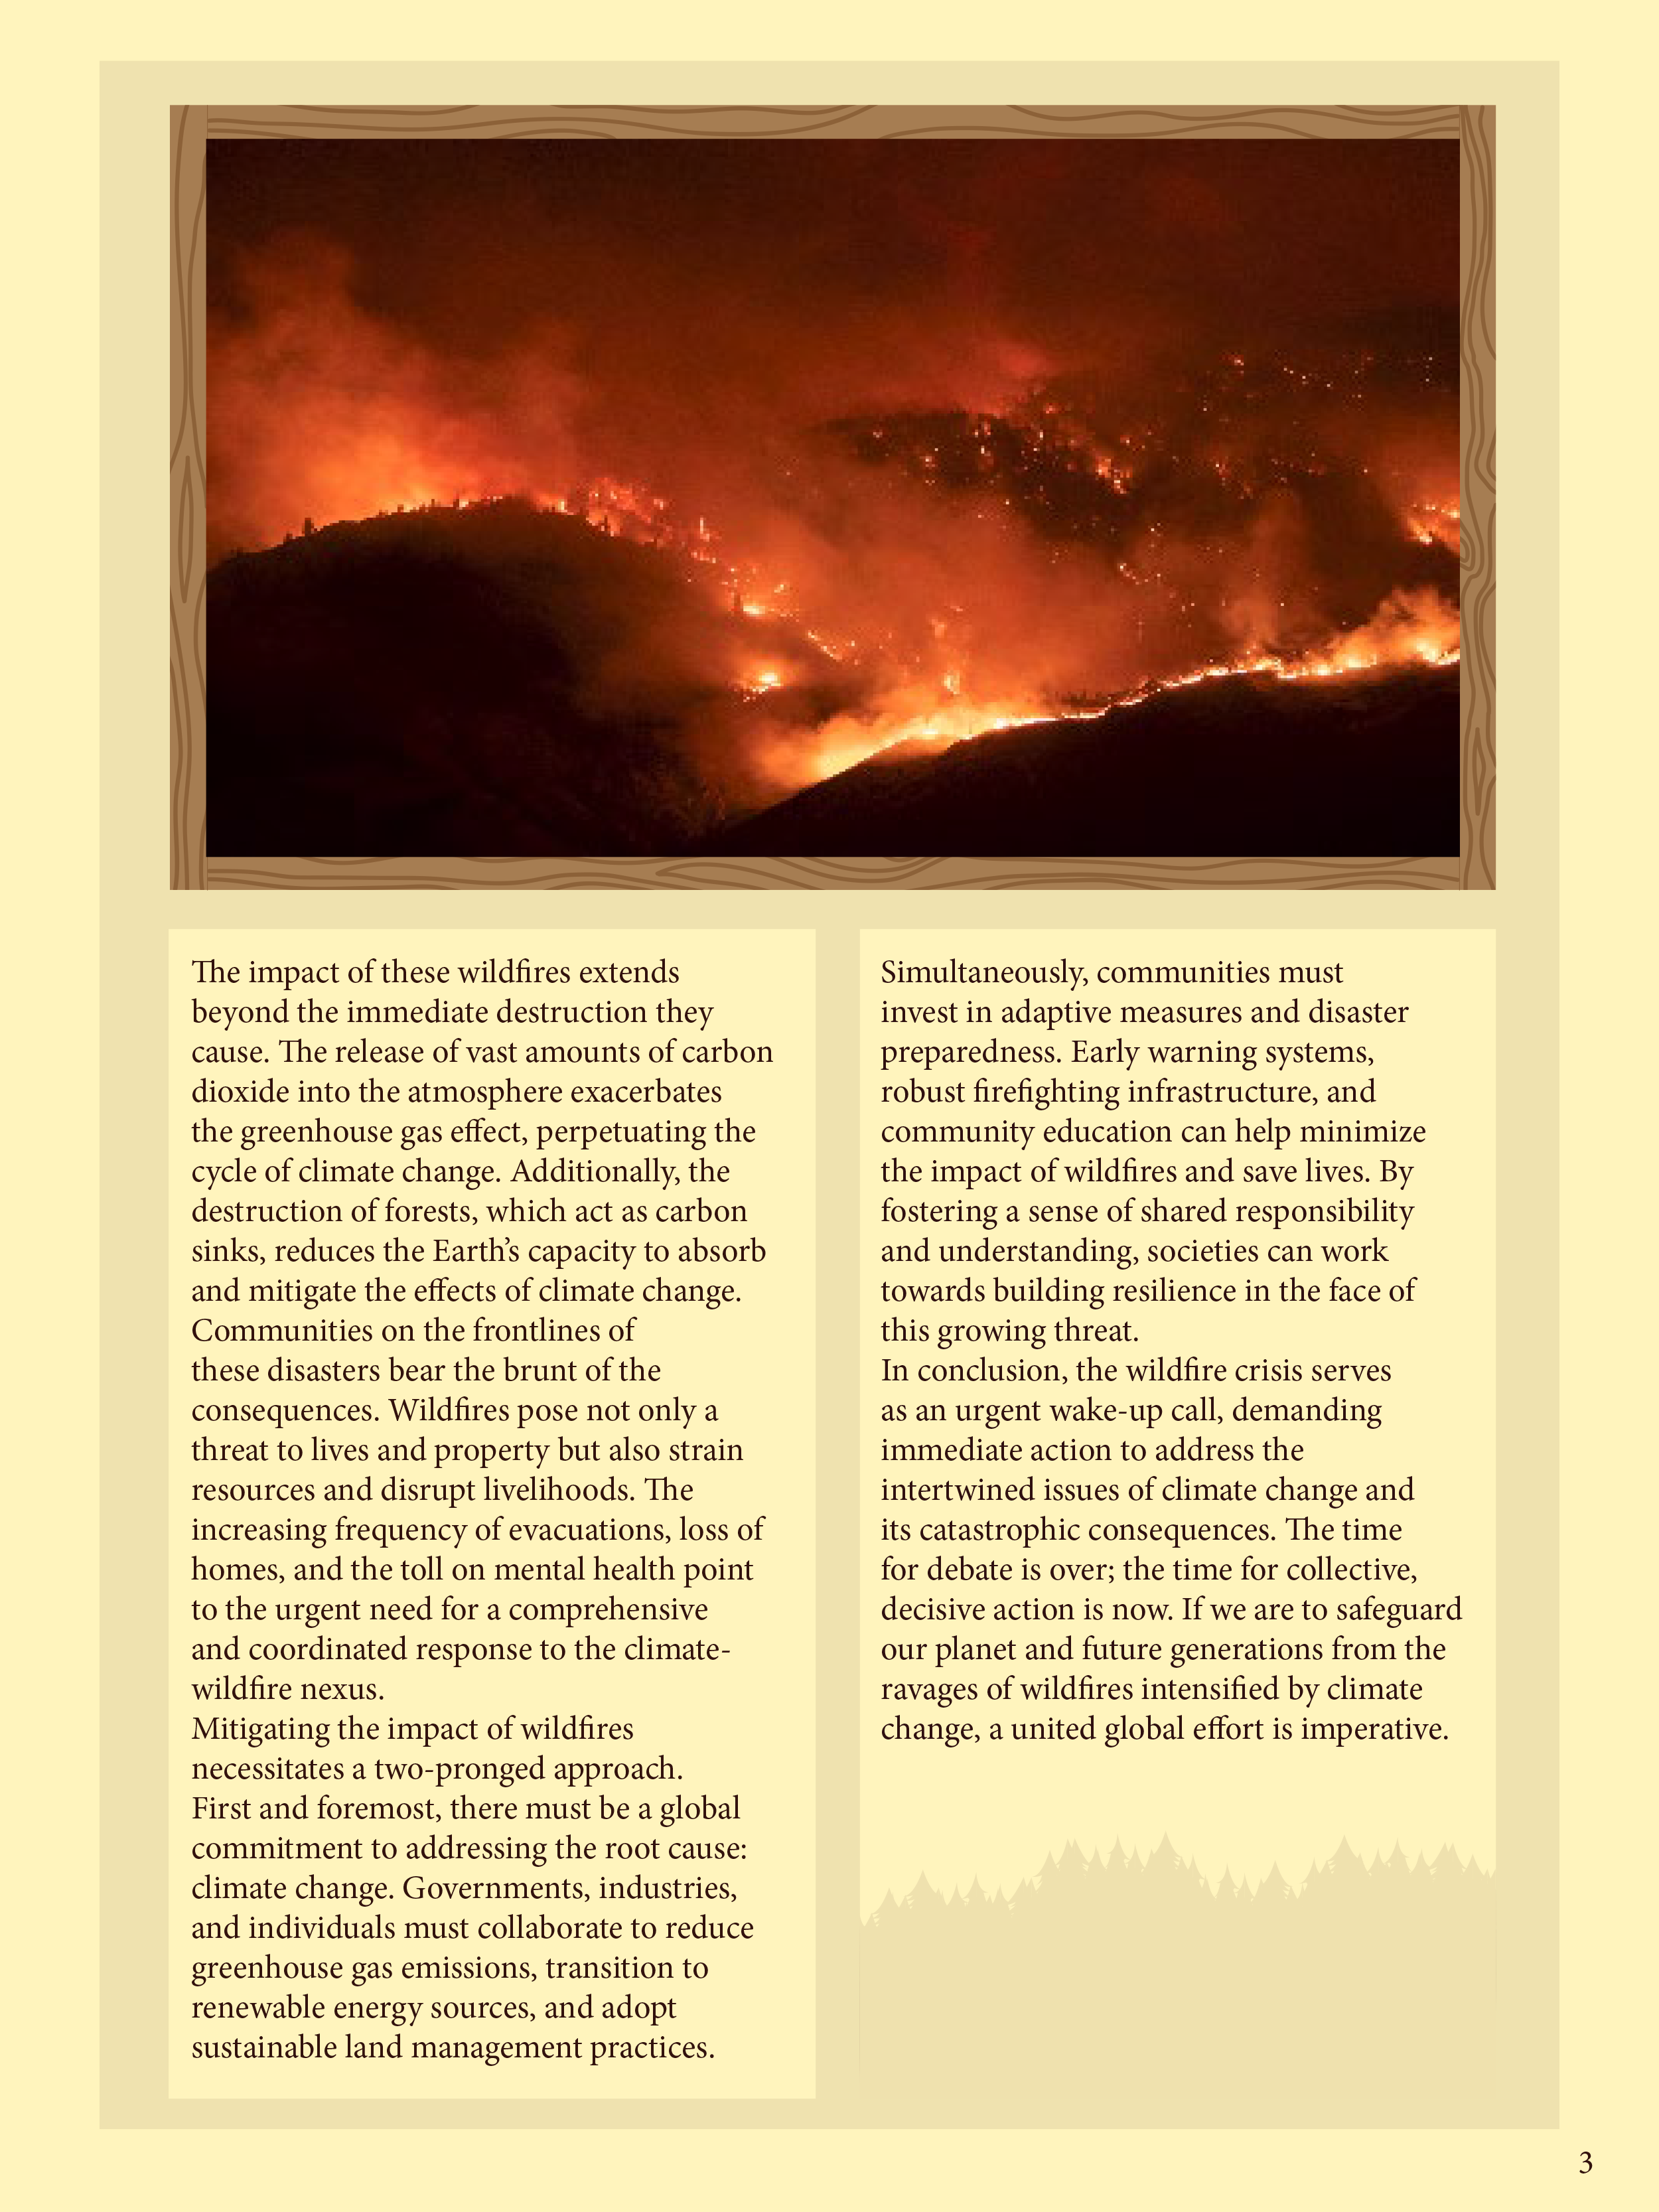 The impact of these wildfires extends
beyond the immediate destruction they
cause. The release of vast amounts of carbon
dioxide into the atmosphere exacerbates
the greenhouse gas effect, perpetuating the
cycle of climate change. Additionally, the
destruction of forests, which act as carbon
sinks, reduces the Earth’s capacity to absorb
and mitigate the effects of climate change.
Communities on the frontlines of
these disasters bear the brunt of the
consequences. Wildfires pose not only a
threat to lives and property but also strain
resources and disrupt livelihoods. The
increasing frequency of evacuations, loss of
homes, and the toll on mental health point
to the urgent need for a comprehensive
and coordinated response to the climate-
wildfire nexus.
Mitigating the impact of wildfires
necessitates a two-pronged approach.
First and foremost, there must be a global
commitment to addressing the root cause:
climate change. Governments, industries,
and individuals must collaborate to reduce
greenhouse gas emissions, transition to
renewable energy sources, and adopt
sustainable land management practices.
Simultaneously, communities must
invest in adaptive measures and disaster
preparedness. Early warning systems,
robust firefighting infrastructure, and
community education can help minimize
the impact of wildfires and save lives. By
fostering a sense of shared responsibility
and understanding, societies can work
towards building resilience in the face of
this growing threat.
In conclusion, the wildfire crisis serves
as an urgent wake-up call, demanding
immediate action to address the
intertwined issues of climate change and
its catastrophic consequences. The time
for debate is over; the time for collective,
decisive action is now. If we are to safeguard
our planet and future generations from the
ravages of wildfires intensified by climate
change, a united global effort is imperative.
3